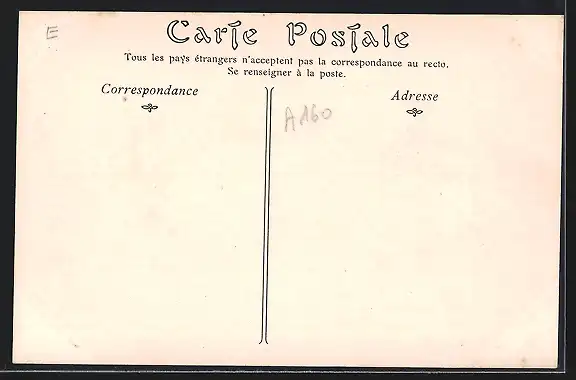 E
Carte Postale
Tous les pays étrangers n'acceptent pas la correspondance au recto.
Se renseigner à la poste.
Correspondance
Adresse
A160